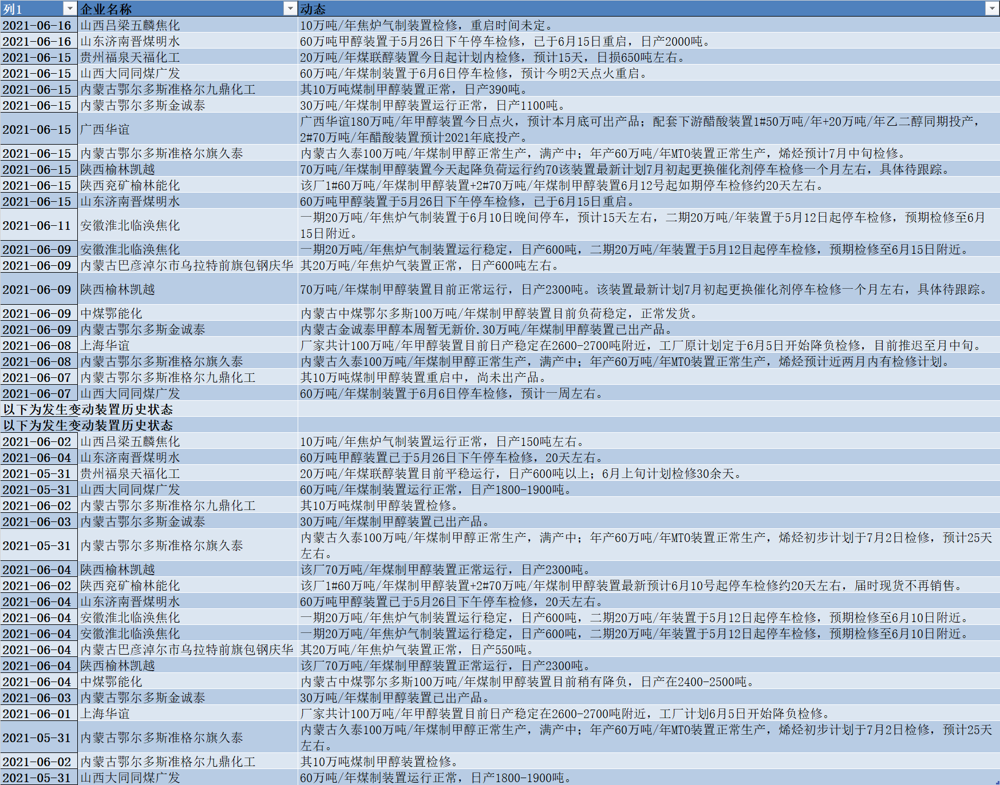 列1 企业名称 动态
2021-06-16 山西吕梁五麟焦化 10万吨/年焦炉气制装置检修，重启时间未定。
2021-06-16 山东济南晋煤明水 60万吨甲醇装置于5月26日下午停车检修，已于6月15日重启，日产2000吨。
2021-06-15 贵州福泉天福化工 20万吨/年煤联醇装置今日起计划内检修，预计15天，日损650吨左右。
2021-06-15 山西大同同煤广发 60万吨/年煤制装置于6月6日停车检修，预计今明2天点火重启。
2021-06-15 内蒙古鄂尔多斯准格尔九鼎化工 其10万吨煤制甲醇装置正常，日产390吨。
2021-06-15 内蒙古鄂尔多斯金诚泰 30万吨/年煤制甲醇装置运行正常，日产1100吨。
2021-06-15 广西华谊 广西华谊180万吨/年甲醇装置今日点火，预计本月底可出产品；配套下游醋酸装置1#50万吨/年+20万吨/年乙二醇同期投产，
2#70万吨/年醋酸装置预计2021年底投产。
2021-06-15 内蒙古鄂尔多斯准格尔旗久泰 内蒙古久泰100万吨/年煤制甲醇正常生产，满产中；年产60万吨/年MTO装置正常生产，烯烃预计7月中旬检修。
2021-06-15 陕西榆林凯越 70万吨/年煤制甲醇装置今天起降负荷运行约70该装置最新计划7月初起更换催化剂停车检修一个月左右，具体待跟踪。
2021-06-15 陕西兖矿榆林能化 该厂1#60万吨/年煤制甲醇装置+2#70万吨/年煤制甲醇装置6月12号起如期停车检修约20天左右。
2021-06-15 山东济南晋煤明水 60万吨甲醇装置于5月26日下午停车检修，已于6月15日重启。
2021-06-11 安徽淮北临涣焦化 一期20万吨/年焦炉气制装置于6月10日晚间停车，预计15天左右，二期20万吨/年装置于5月12日起停车检修，预期检修至6月
15日附近。
2021-06-09 安徽淮北临涣焦化 一期20万吨/年焦炉气制装置运行稳定，日产600吨，二期20万吨/年装置于5月12日起停车检修，预期检修至6月15日附近。
2021-06-09 内蒙古巴彦淖尔市乌拉特前旗包钢庆华 其20万吨/年焦炉气装置正常，日产600吨左右。
2021-06-09 陕西榆林凯越 70万吨/年煤制甲醇装置目前正常运行，日产2300吨。该装置最新计划7月初起更换催化剂停车检修一个月左右，具体待跟踪。
2021-06-09 中煤鄂能化 内蒙古中煤鄂尔多斯100万吨/年煤制甲醇装置目前负荷稳定，正常发货。
2021-06-09 内蒙古鄂尔多斯金诚泰 内蒙古金诚泰甲醇本周暂无新价.30万吨/年煤制甲醇装置已出产品。
2021-06-08 上海华谊 厂家共计100万吨/年甲醇装置目前日产稳定在2600-2700吨附近，工厂原计划定于6月5日开始降负检修，目前推迟至月中旬。
2021-06-08 内蒙古鄂尔多斯准格尔旗久泰 内蒙古久泰100万吨/年煤制甲醇正常生产，满产中；年产60万吨/年MTO装置正常生产，烯烃预计近两月内有检修计划。
2021-06-07 内蒙古鄂尔多斯准格尔九鼎化工 其10万吨煤制甲醇装置重启中，尚未出产品。
2021-06-07 山西大同同煤广发 60万吨/年煤制装置于6月6日停车检修，预计一周左右。
以下为发生变动装置历史状态
以下为发生变动装置历史状态
2021-06-02 山西吕梁五麟焦化 10万吨/年焦炉气制装置运行正常，日产150吨左右。
2021-06-04 山东济南晋煤明水 60万吨甲醇装置已于5月26日下午停车检修，20天左右。
2021-05-31 贵州福泉天福化工 20万吨/年煤联醇装置目前平稳运行，日产600吨以上；6月上旬计划检修30余天。
2021-05-31 山西大同同煤广发 60万吨/年煤制装置运行正常，日产1800-1900吨。
2021-06-02 内蒙古鄂尔多斯准格尔九鼎化工 其10万吨煤制甲醇装置检修。
2021-06-03 内蒙古鄂尔多斯金诚泰 30万吨/年煤制甲醇装置已出产品。
2021-05-31 内蒙古鄂尔多斯准格尔旗久泰 内蒙古久泰100万吨/年煤制甲醇正常生产，满产中；年产60万吨/年MTO装置正常生产，烯烃初步计划于7月2日检修，预计25天
左右。
2021-06-04 陕西榆林凯越 该厂70万吨/年煤制甲醇装置正常运行，日产2300吨。
2021-06-02 陕西兖矿榆林能化 该厂1#60万吨/年煤制甲醇装置+2#70万吨/年煤制甲醇装置最新预计6月10号起停车检修约20天左右，届时现货不再销售。
2021-06-04 山东济南晋煤明水 60万吨甲醇装置已于5月26日下午停车检修，20天左右。
2021-06-04 安徽淮北临涣焦化 一期20万吨/年焦炉气制装置运行稳定，日产600吨，二期20万吨/年装置于5月12日起停车检修，预期检修至6月10日附近。
2021-06-04 安徽淮北临涣焦化 一期20万吨/年焦炉气制装置运行稳定，日产600吨，二期20万吨/年装置于5月12日起停车检修，预期检修至6月10日附近。
2021-06-04 内蒙古巴彦淖尔市乌拉特前旗包钢庆华 其20万吨/年焦炉气装置正常，日产550吨。
2021-06-04 陕西榆林凯越 该厂70万吨/年煤制甲醇装置正常运行，日产2300吨。
2021-06-04 中煤鄂能化 内蒙古中煤鄂尔多斯100万吨/年煤制甲醇装置目前稍有降负，日产在2400-2500吨。
2021-06-03 内蒙古鄂尔多斯金诚泰 30万吨/年煤制甲醇装置已出产品。
2021-06-01 上海华谊 厂家共计100万吨/年甲醇装置目前日产稳定在2600-2700吨附近，工厂计划6月5日开始降负检修。
2021-05-31 内蒙古鄂尔多斯准格尔旗久泰 内蒙古久泰100万吨/年煤制甲醇正常生产，满产中；年产60万吨/年MTO装置正常生产，烯烃初步计划于7月2日检修，预计25天
左右。
2021-06-02 内蒙古鄂尔多斯准格尔九鼎化工 其10万吨煤制甲醇装置检修。
2021-05-31 山西大同同煤广发 60万吨/年煤制装置运行正常，日产1800-1900吨。